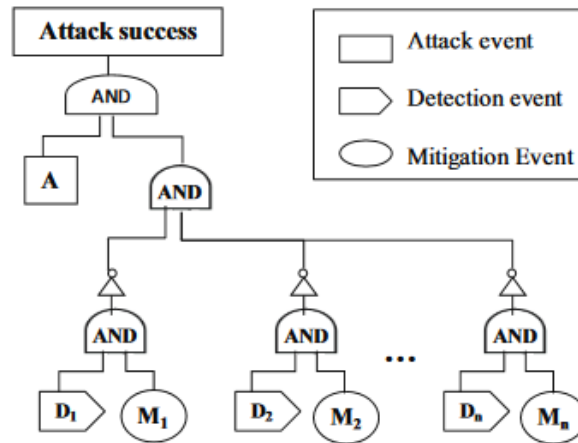 Attack success
Attack event
AND
Detection event
Mitigation Event
A
AND
AND
AND
...
AND
D1
M1
D2
M2
Dn
Mn